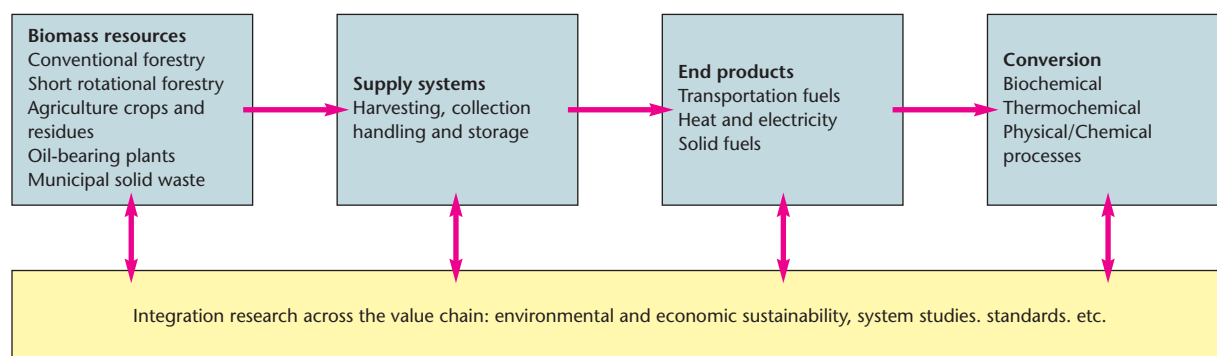 Biomass resources
Conventional forestry
Short rotational forestry
Agriculture crops and
residues
Oil-bearing plants
Municipal solid waste
Supply systems
Harvesting, collection
handling and storage
End products
Transportation fuels
Heat and electricity
Solid fuels
Conversion
Biochemical
Thermochemical
Physical/Chemical
processes
Integration research across the value chain: environmental and economic sustainability, system studies. standards. etc.